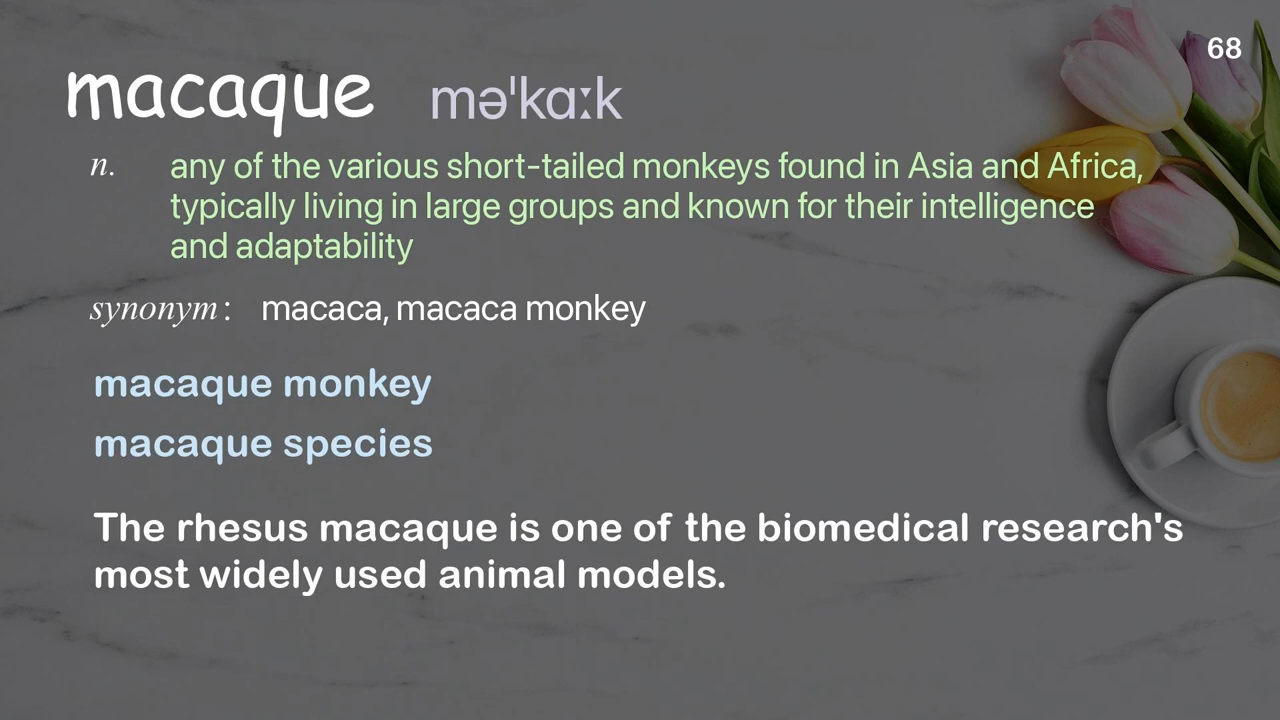 68
macaque məˈkɑːk
n. any of the various short-tailed monkeys found in Asia and Africa,
typically living in large groups and known for their intelligence
and adaptability
synonym: macaca, macaca monkey
macaque monkey
macaque species
The rhesus macaque is one of the biomedical research's
most widely used animal models.